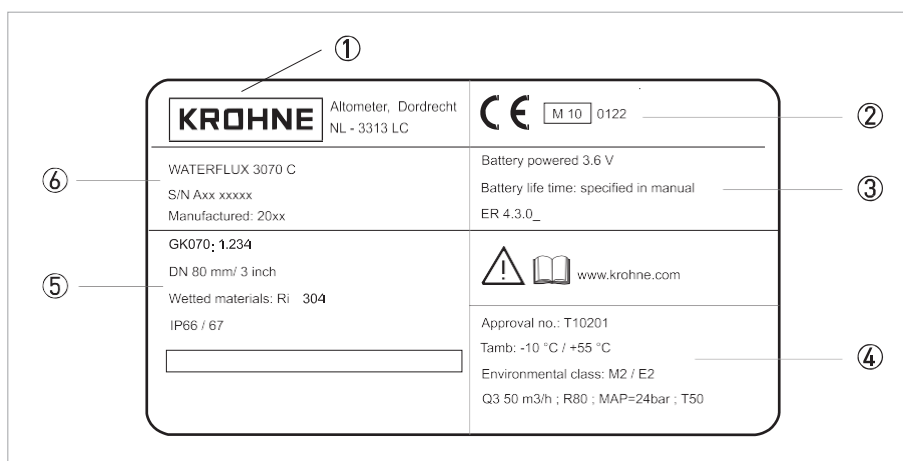 ①
KROHNE
Altometer, Dordrecht
NL - 3313 LC
CE M 10 0122
②
WATERFLUX 3070 C
S/N Axx xxxxx
Manufactured: 20xx
⑥
Battery powered 3.6 V
Battery life time: specified in manual
ER 4.3.0_
③
GK070: 1.234
DN 80 mm/ 3 inch
Wetted materials: Ri 304
IP66 / 67
⑤
www.krohne.com
Approval no.: T10201
Tamb: -10 °C / +55 °C
Environmental class: M2 / E2
Q3 50 m3/h ; R80 ; MAP=24bar ; T50
④